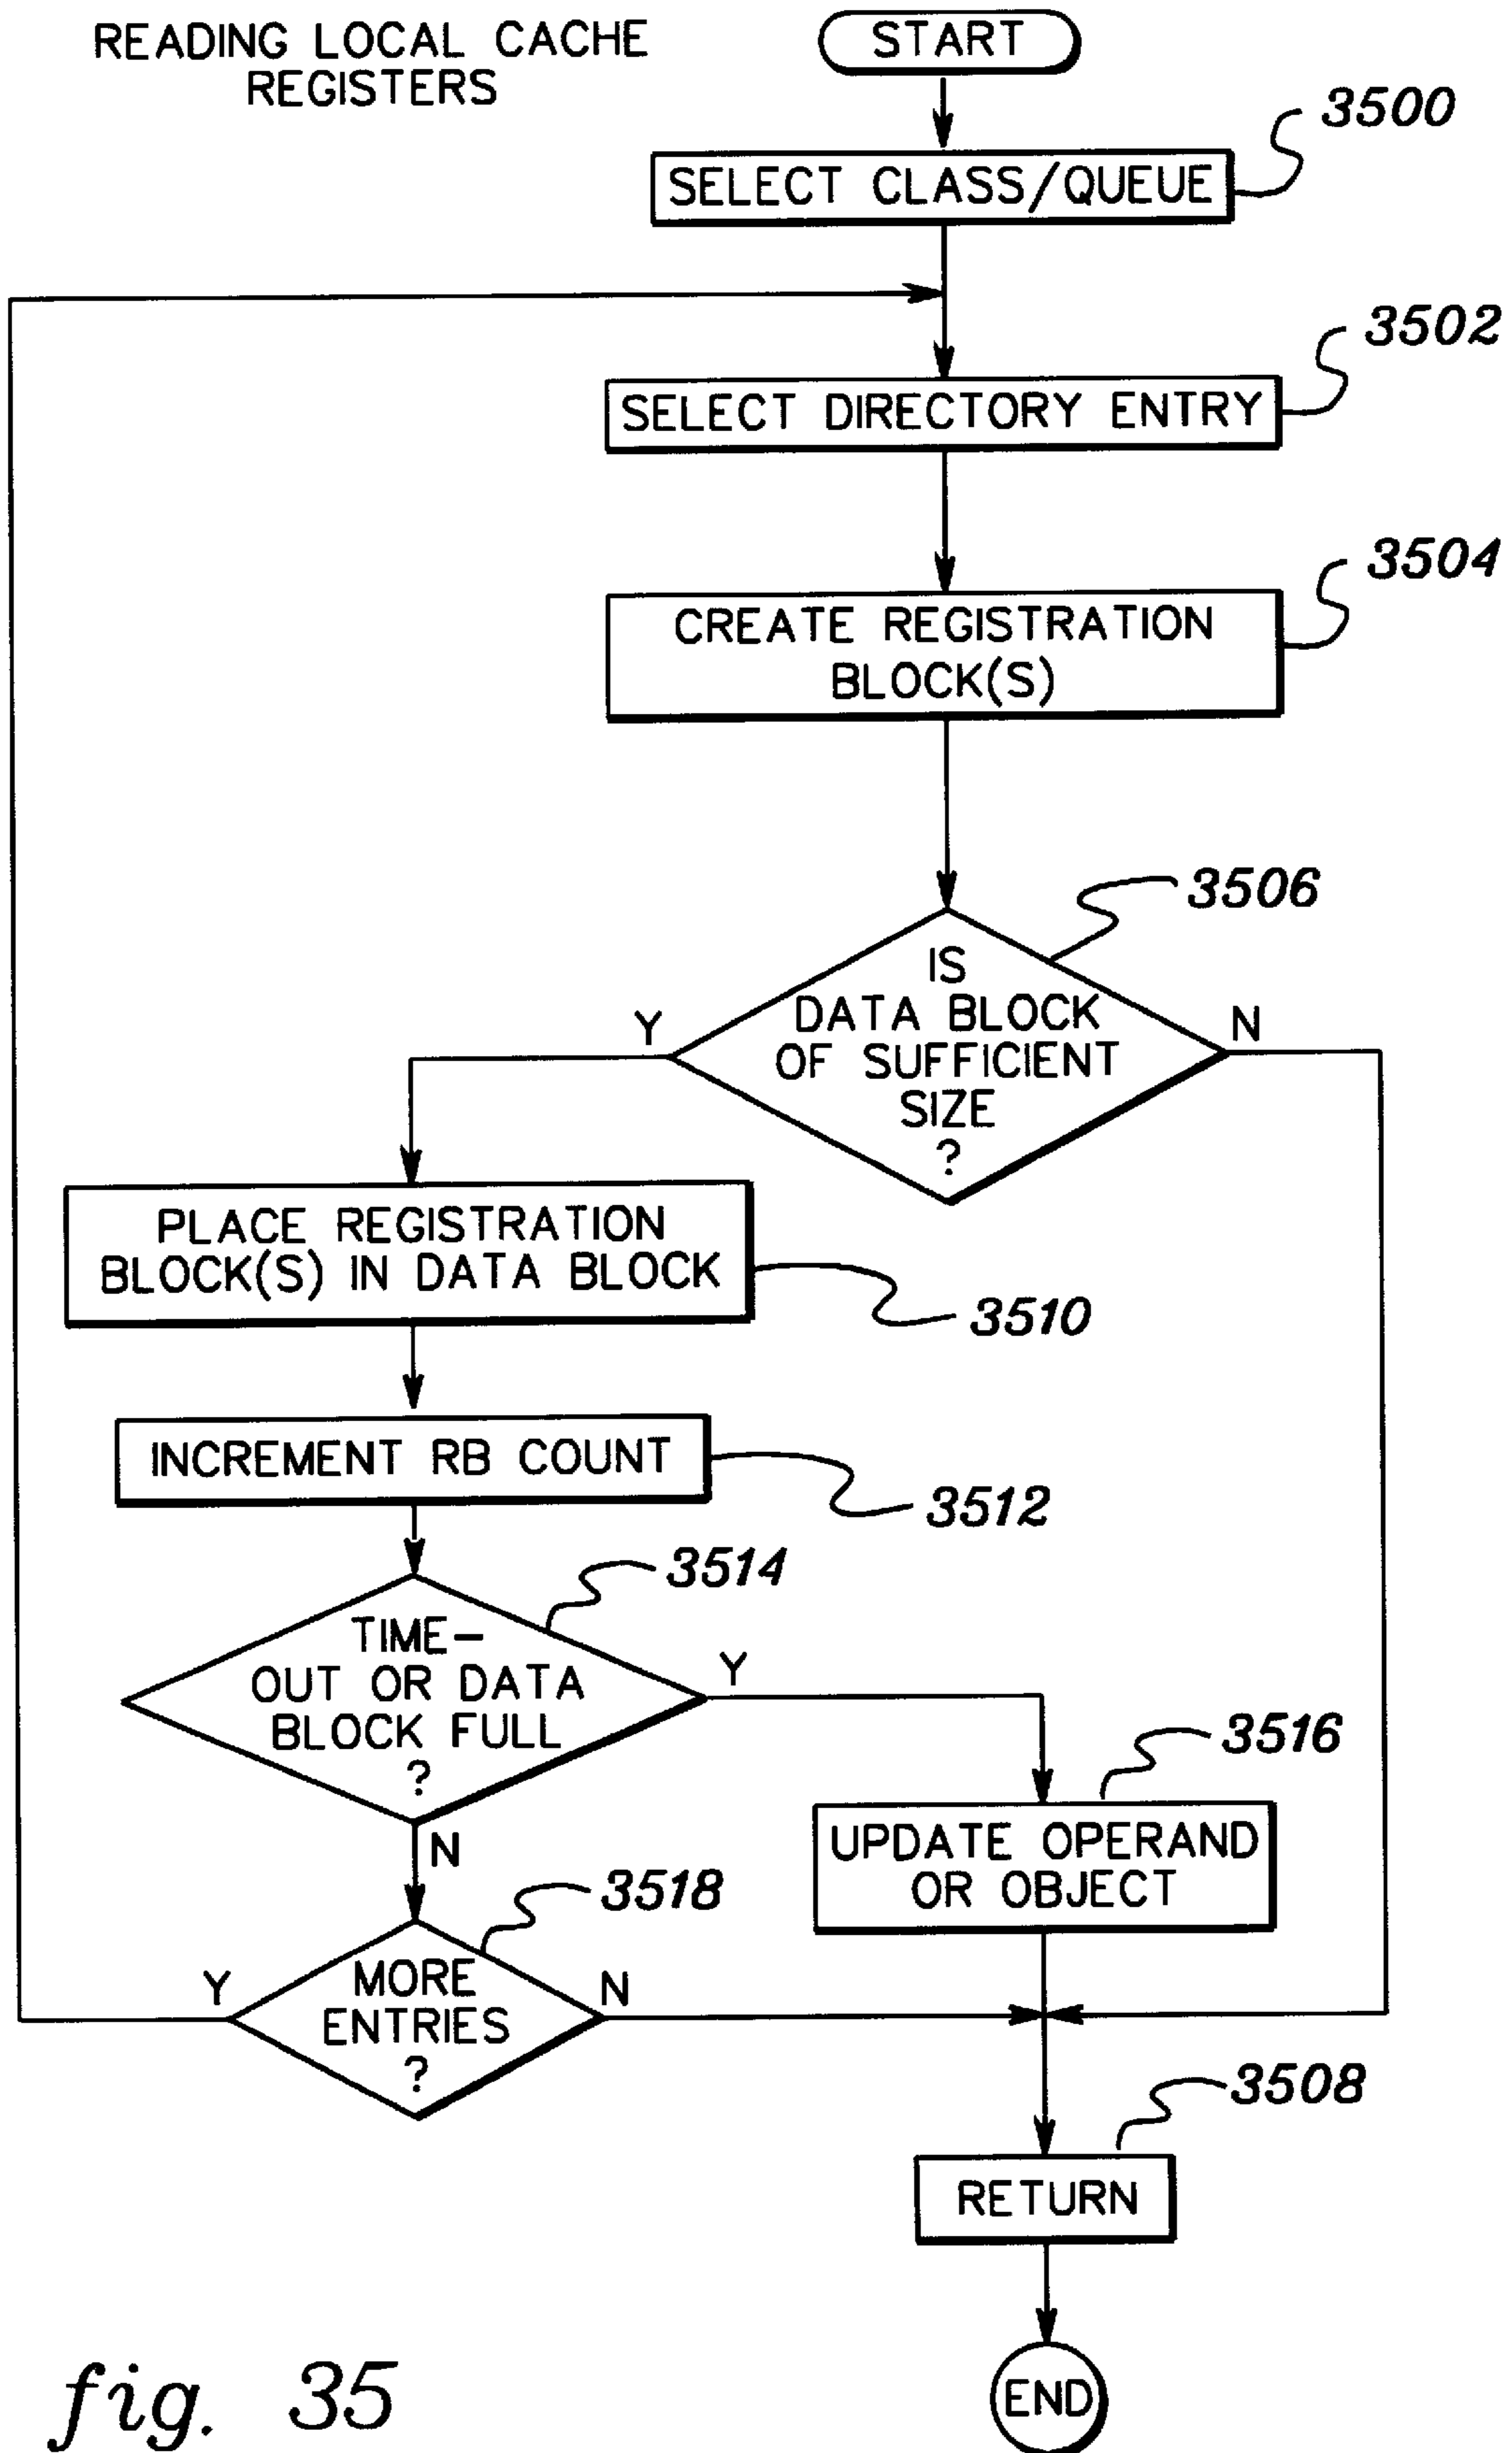 READING LOCAL CACHE
REGISTERS
START
3500
SELECT CLASS/QUEUE
3502
SELECT DIRECTORY ENTRY
3504
CREATE REGISTRATION
BLOCK(S)
3506
IS
DATA BLOCK
OF SUFFICIENT
SIZE
?
Y
N
PLACE REGISTRATION
BLOCK(S) IN DATA BLOCK
3510
INCREMENT RB COUNT
3512
3514
TIME-
OUT OR DATA
BLOCK FULL
?
Y
N
3516
UPDATE OPERAND
OR OBJECT
3518
MORE
ENTRIES
?
Y
N
3508
RETURN
END
fig. 35